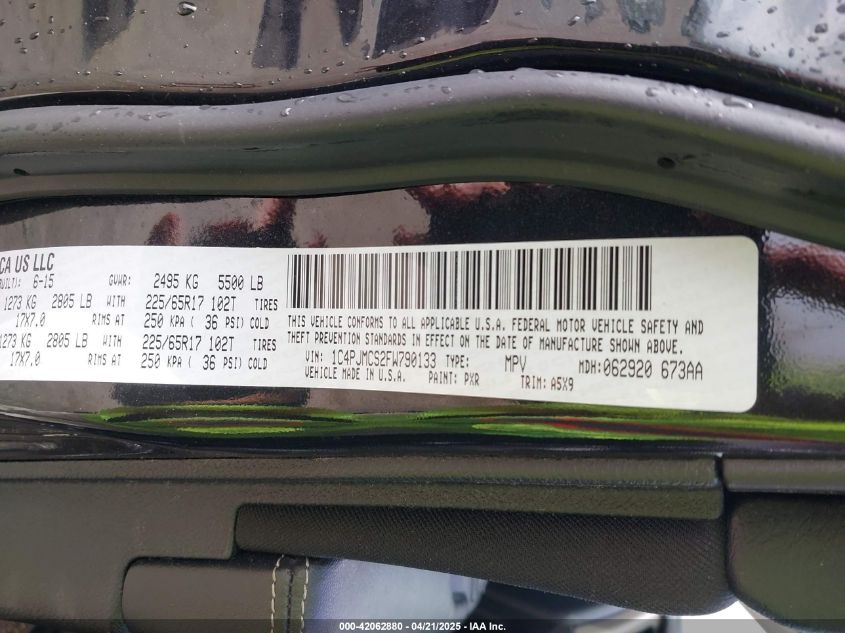 CA US LLC
BUILT: 6-15 GVWR: 2495 KG 5500 LB
1273 KG 2805 LB WITH 225/65R17 102T TIRES
17X7.0 RIMS AT 250 KPA ( 36 PSI) COLD
1273 KG 2805 LB WITH 225/65R17 102T TIRES
17X7.0 RIMS AT 250 KPA ( 36 PSI) COLD
THIS VEHICLE CONFORMS TO ALL APPLICABLE U.S.A. FEDERAL MOTOR VEHICLE SAFETY AND
THEFT PREVENTION STANDARDS IN EFFECT ON THE DATE OF MANUFACTURE SHOWN ABOVE.
VIN: 1C4PJMCS2FW790133 TYPE: MPV MDH:062920 673AA
VEHICLE MADE IN U.S.A. PAINT: PXR TRIM: A5X9
000-42062880 - 04/21/2025 - IAA Inc.